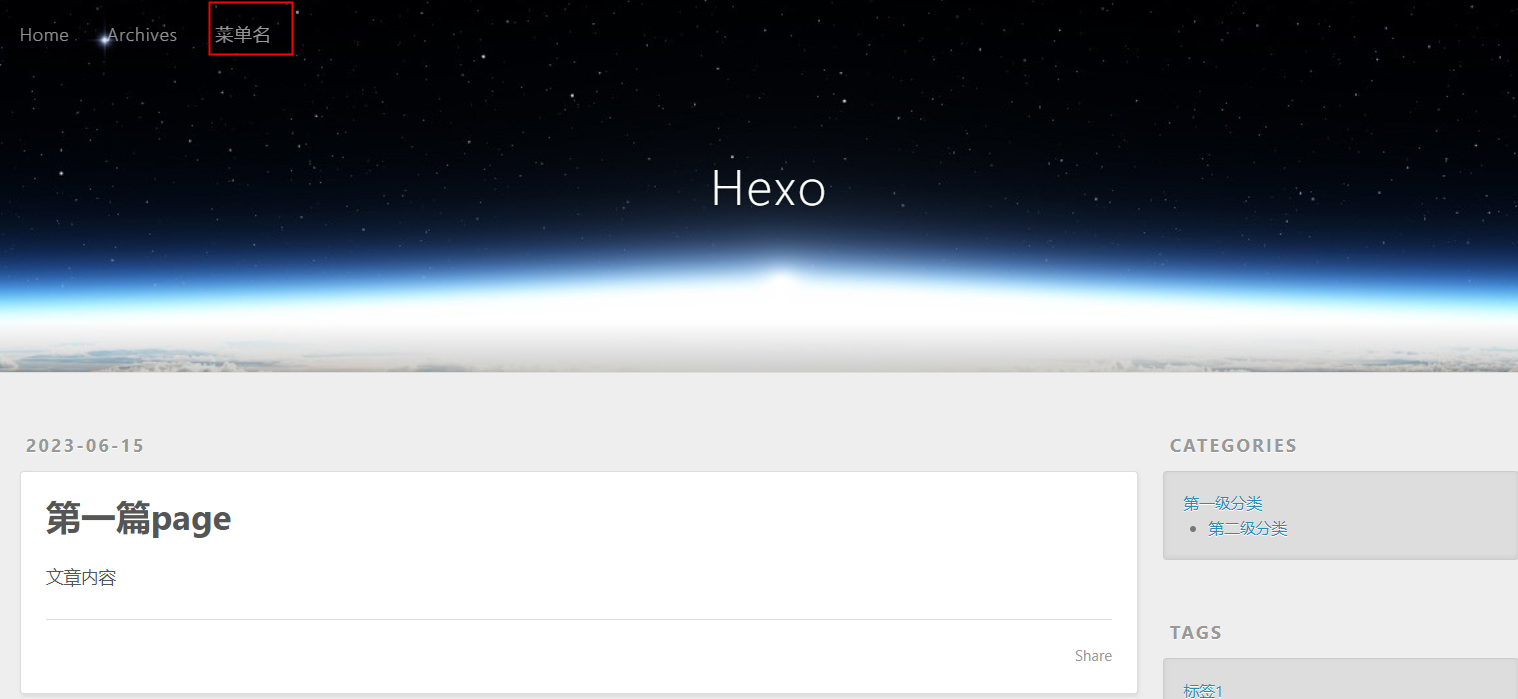 Home Archives 菜单名
Hexo
2023-06-15
第一篇page
文章内容
Share
CATEGORIES
第一级分类
第二级分类
TAGS
标签1